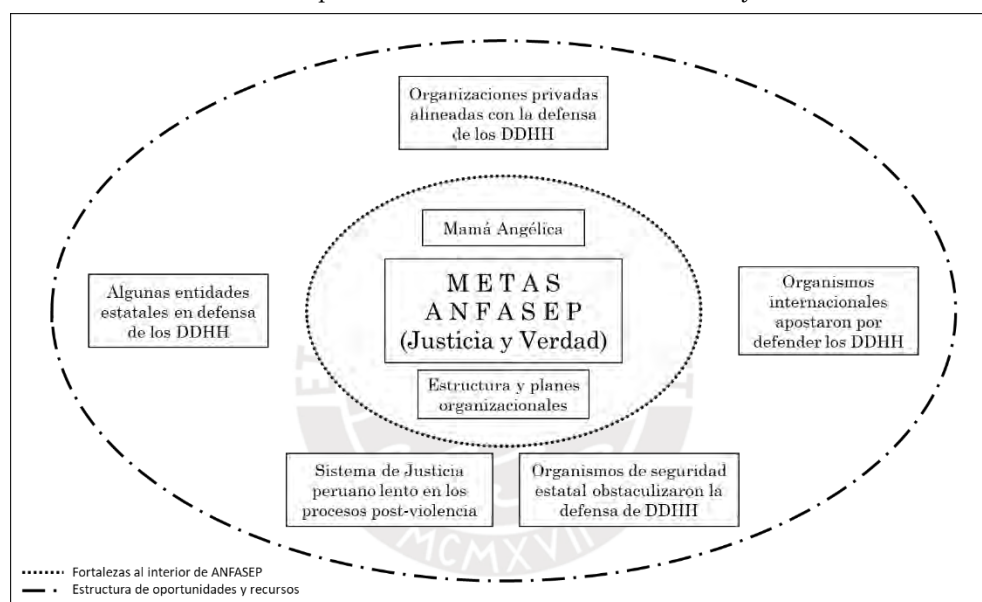 Organizaciones privadas
alineadas con la defensa
de los DDHH
Mamá Angélica
METAS
ANFASEP
(Justicia y Verdad)
Algunas entidades
estatales en defensa
de los DDHH
Organismos
internacionales
apostaron por
defender los DDHH
Estructura y planes
organizacionales
Sistema de Justicia
peruano lento en los
procesos post-violencia
Organismos de seguridad
estatal obstaculizaron la
defensa de DDHH
Fortalezas al interior de ANFASEP
Estructura de oportunidades y recursos